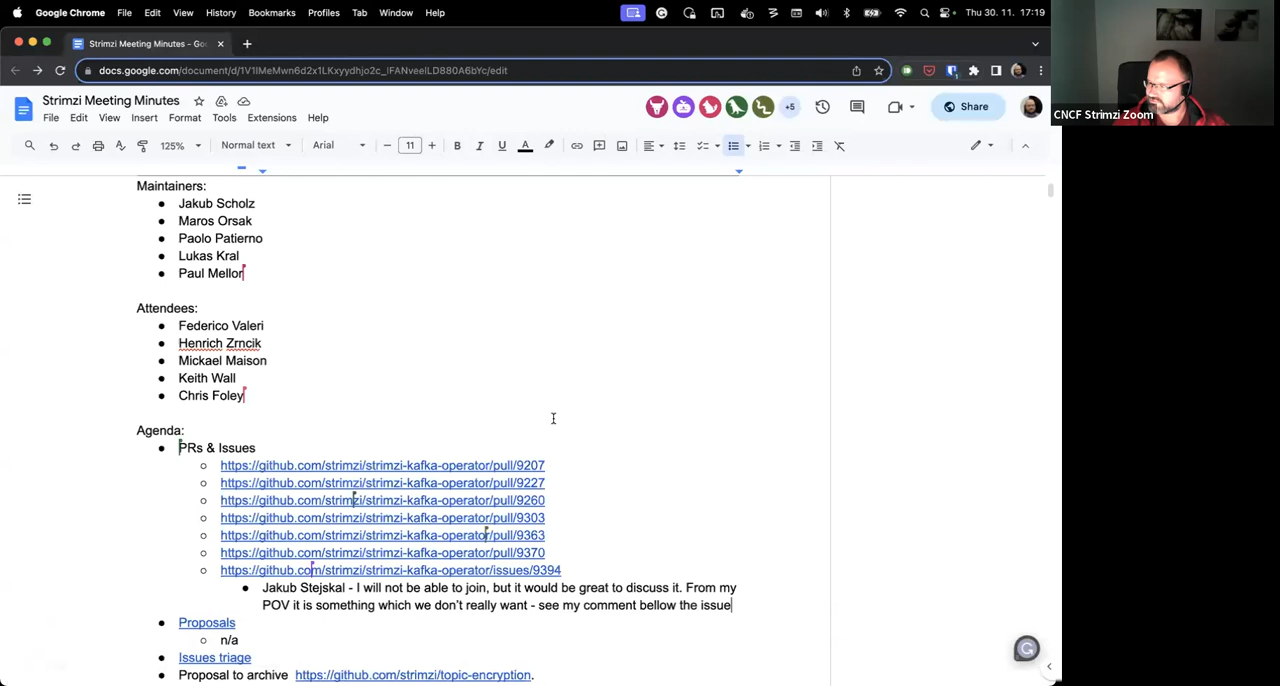 Google Chrome File Edit View History Bookmarks Profiles Tab Window Help Thu 30. 11. 17:19
Strimzi Meeting Minutes - Goo
docs.google.com/document/d/1V1lMeMwn6d2x1LKxyydhjo2c_lFANveelLD880A6bYc/edit
Strimzi Meeting Minutes
+5
Share
File Edit View Insert Format Tools Extensions Help
CNCF Strimzi Zoom
125% Normal text Arial 11
Maintainers:
Jakub Scholz
Maros Orsak
Paolo Patierno
Lukas Kral
Paul Mellor
Attendees:
Federico Valeri
Henrich Zrncik
Mickael Maison
Keith Wall
Chris Foley
Agenda:
PRs & Issues
https://github.com/strimzi/strimzi-kafka-operator/pull/9207
https://github.com/strimzi/strimzi-kafka-operator/pull/9227
https://github.com/strimzi/strimzi-kafka-operator/pull/9260
https://github.com/strimzi/strimzi-kafka-operator/pull/9303
https://github.com/strimzi/strimzi-kafka-operator/pull/9363
https://github.com/strimzi/strimzi-kafka-operator/pull/9370
https://github.com/strimzi/strimzi-kafka-operator/issues/9394
Jakub Stejskal - I will not be able to join, but it would be great to discuss it. From my
POV it is something which we don't really want - see my comment bellow the issue
Proposals
n/a
Issues triage
Proposal to archive https://github.com/strimzi/topic-encryption.